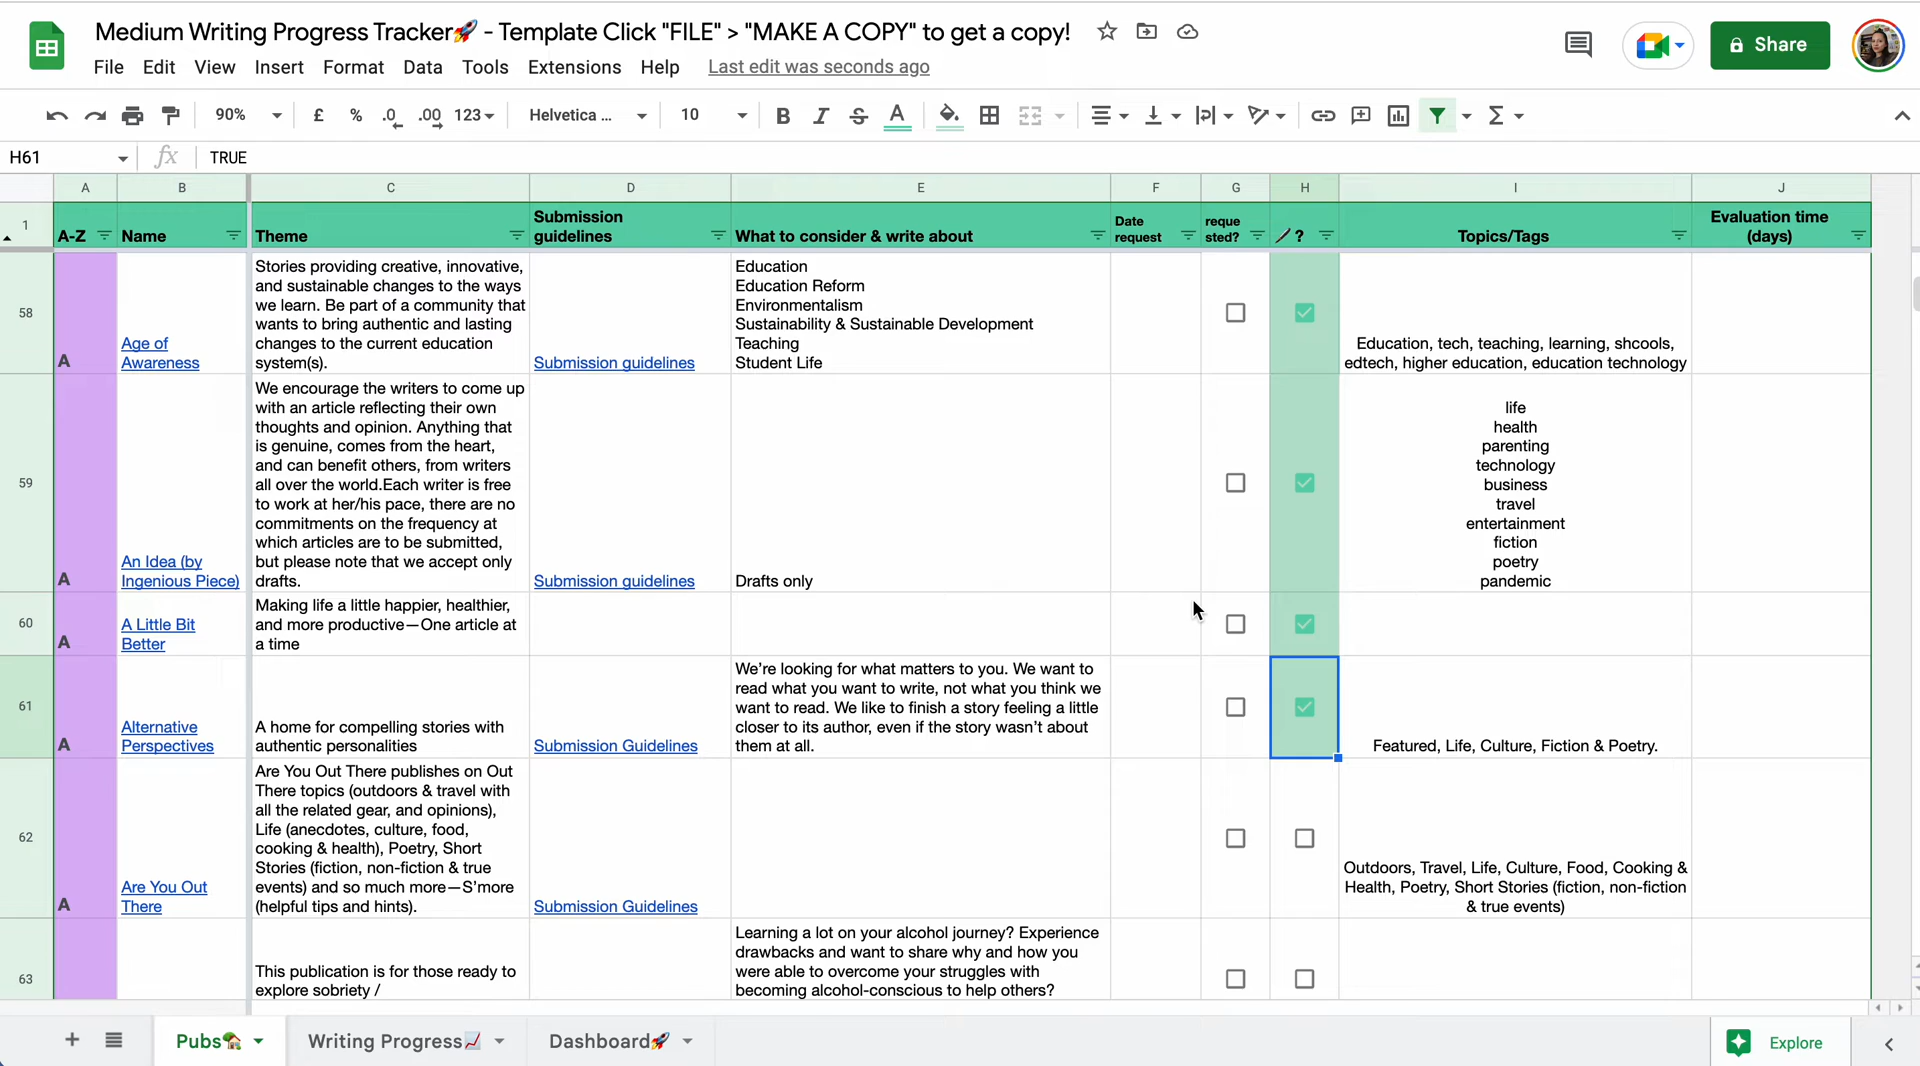 Medium Writing Progress Tracker🚀 - Template Click "FILE" > "MAKE A COPY" to get a copy!
Share
File Edit View Insert Format Data Tools Extensions Help Last edit was seconds ago
90% £ % .0 .00 123 Helvetica ... 10 B I S A
H61 fx TRUE
A B C D E F G H I J
1 A-Z Name Theme Submission guidelines What to consider & write about Date request reque sted? ? Topics/Tags Evaluation time (days)
58
A
Age of
Awareness
Stories providing creative, innovative,
and sustainable changes to the ways
we learn. Be part of a community that
wants to bring authentic and lasting
changes to the current education
system(s).
Submission guidelines
Education
Education Reform
Environmentalism
Sustainability & Sustainable Development
Teaching
Student Life
Education, tech, teaching, learning, shcools,
edtech, higher education, education technology
59
A
An Idea (by
Ingenious Piece)
We encourage the writers to come up
with an article reflecting their own
thoughts and opinion. Anything that
is genuine, comes from the heart,
and can benefit others, from writers
all over the world.Each writer is free
to work at her/his pace, there are no
commitments on the frequency at
which articles are to be submitted,
but please note that we accept only
drafts.
Submission guidelines
Drafts only
life
health
parenting
technology
business
travel
entertainment
fiction
poetry
pandemic
60
A
A Little Bit
Better
Making life a little happier, healthier,
and more productive—One article at
a time
61
A
Alternative
Perspectives
A home for compelling stories with
authentic personalities
Submission Guidelines
We're looking for what matters to you. We want to
read what you want to write, not what you think we
want to read. We like to finish a story feeling a little
closer to its author, even if the story wasn't about
them at all.
Featured, Life, Culture, Fiction & Poetry.
62
A
Are You Out
There
Are You Out There publishes on Out
There topics (outdoors & travel with
all the related gear, and opinions),
Life (anecdotes, culture, food,
cooking & health), Poetry, Short
Stories (fiction, non-fiction & true
events) and so much more—S'more
(helpful tips and hints).
Submission Guidelines
Outdoors, Travel, Life, Culture, Food, Cooking &
Health, Poetry, Short Stories (fiction, non-fiction
& true events)
63
This publication is for those ready to
explore sobriety /
Learning a lot on your alcohol journey? Experience
drawbacks and want to share why and how you
were able to overcome your struggles with
becoming alcohol-conscious to help others?
Pubs🏡 Writing Progress📈 Dashboard🚀 Explore